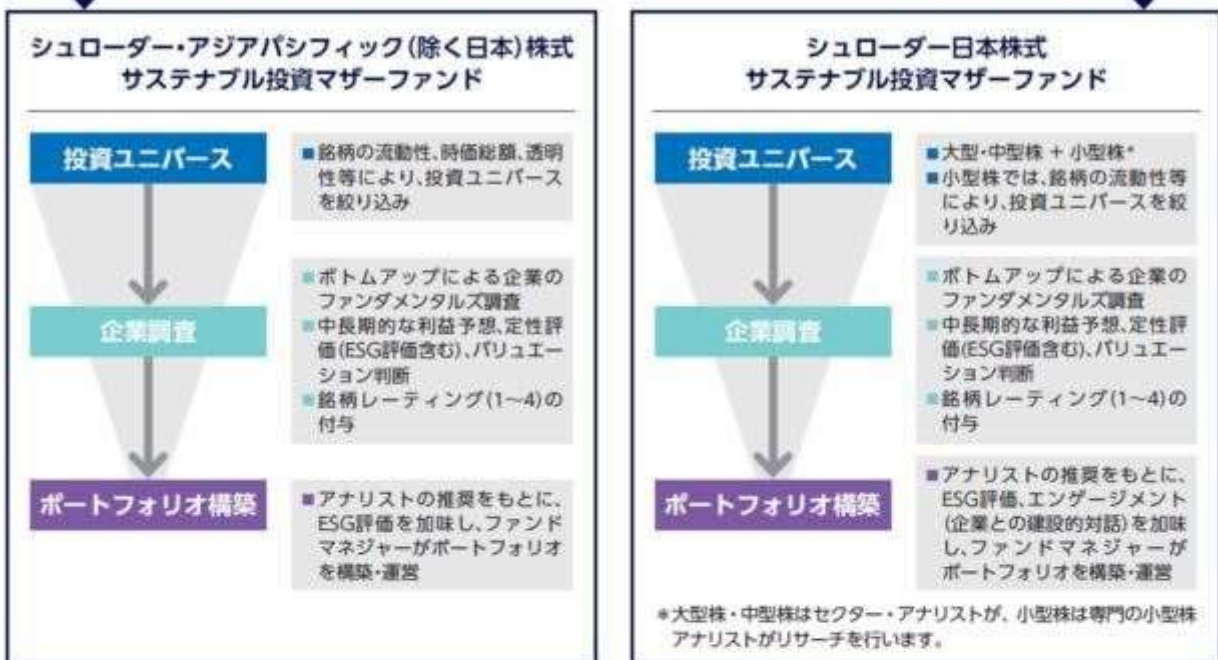 シュローダー・アジアパシフィック(除く日本)株式
サステナブル投資マザーファンド
投資ユニバース
■銘柄の流動性、時価総額、透明
性等により、投資ユニバース
を絞り込み
企業調査
■ボトムアップによる企業の
ファンダメンタルズ調査
■中長期的な利益予想、定性評
価(ESG評価含む)、バリュエー
ション判断
■銘柄レーティング(1~4)の
付与
ポートフォリオ構築
■アナリストの推奨をもとに、
ESG評価を加味し、ファンド
マネジャーがポートフォリオ
を構築・運営
シュローダー日本株式
サステナブル投資マザーファンド
投資ユニバース
■大型・中型株 + 小型株*
■小型株では、銘柄の流動性等
により、投資ユニバースを絞
り込み
企業調査
■ボトムアップによる企業の
ファンダメンタルズ調査
■中長期的な利益予想、定性評
価(ESG評価含む)、バリュエー
ション判断
■銘柄レーティング(1~4)の
付与
ポートフォリオ構築
■アナリストの推奨をもとに、
ESG評価、エンゲージメント
(企業との建設的対話)を加味
し、ファンドマネジャーが
ポートフォリオを構築・運営
*大型株・中型株はセクター・アナリストが、小型株は専門の小型株
アナリストがリサーチを行います。